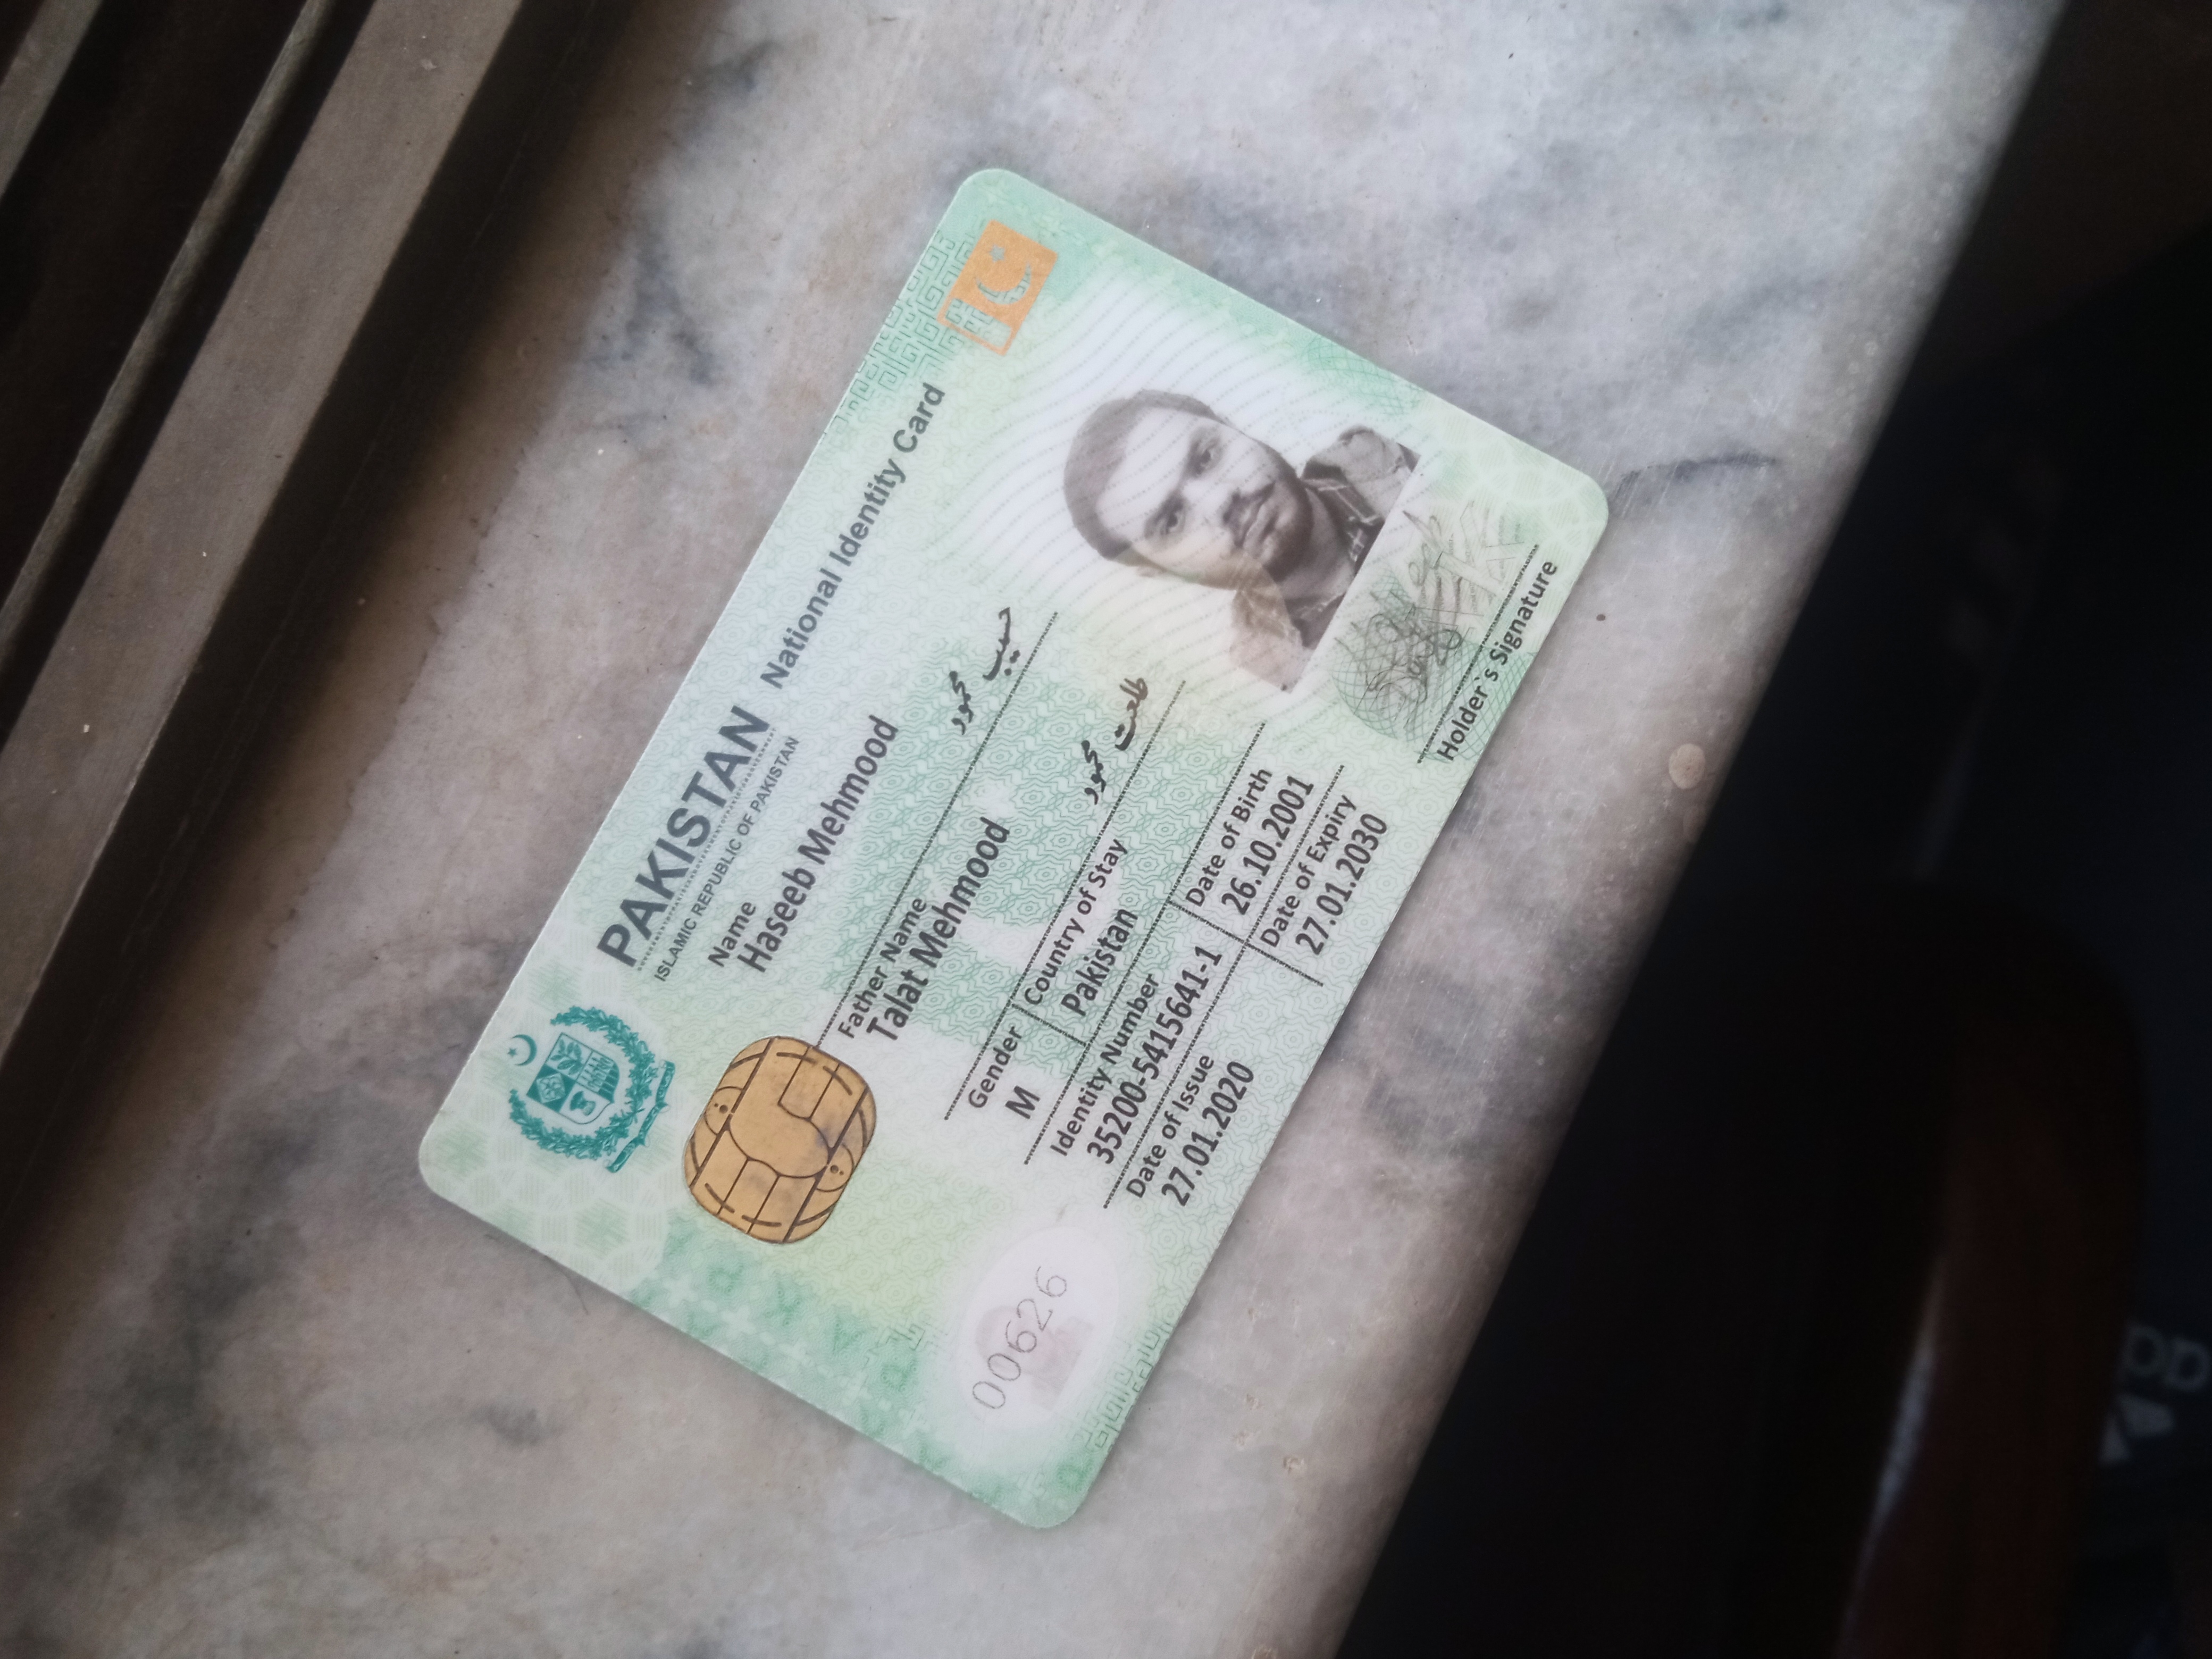 PAKISTAN National Identity Card
ISLAMIC REPUBLIC OF PAKISTAN
Name
Haseeb Mehmood
حسیب محمود
Father Name
Talat Mehmood
طلعت محمود
Gender Country of Stay
M Pakistan
Identity Number Date of Birth
35200-5415641-1 26.10.2001
Date of Issue Date of Expiry
27.01.2020 27.01.2030
Holder`s Signature
00626